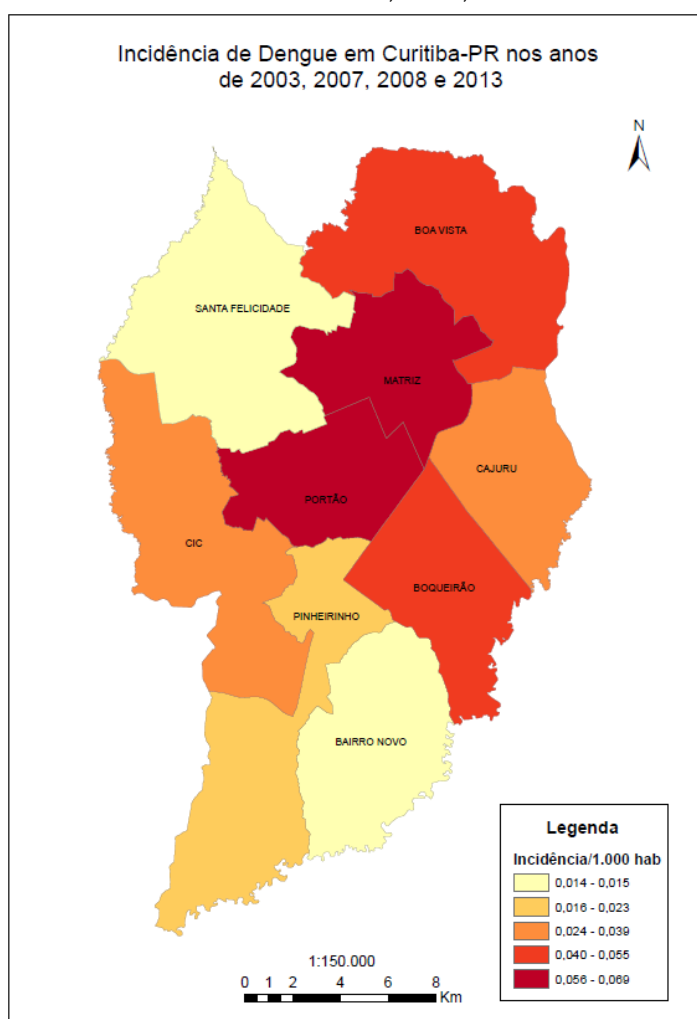 Incidência de Dengue em Curitiba-PR nos anos
de 2003, 2007, 2008 e 2013
N
BOA VISTA
SANTA FELICIDADE
MATRIZ
CAJURU
PORTÃO
CIC
BOQUEIRÃO
PINHEIRINHO
BAIRRO NOVO
Legenda
Incidência/1.000 hab
0,014 - 0,015
0,016 - 0,023
0,024 - 0,039
0,040 - 0,055
0,056 - 0,069
1:150.000
0 1 2 4 6 8
Km